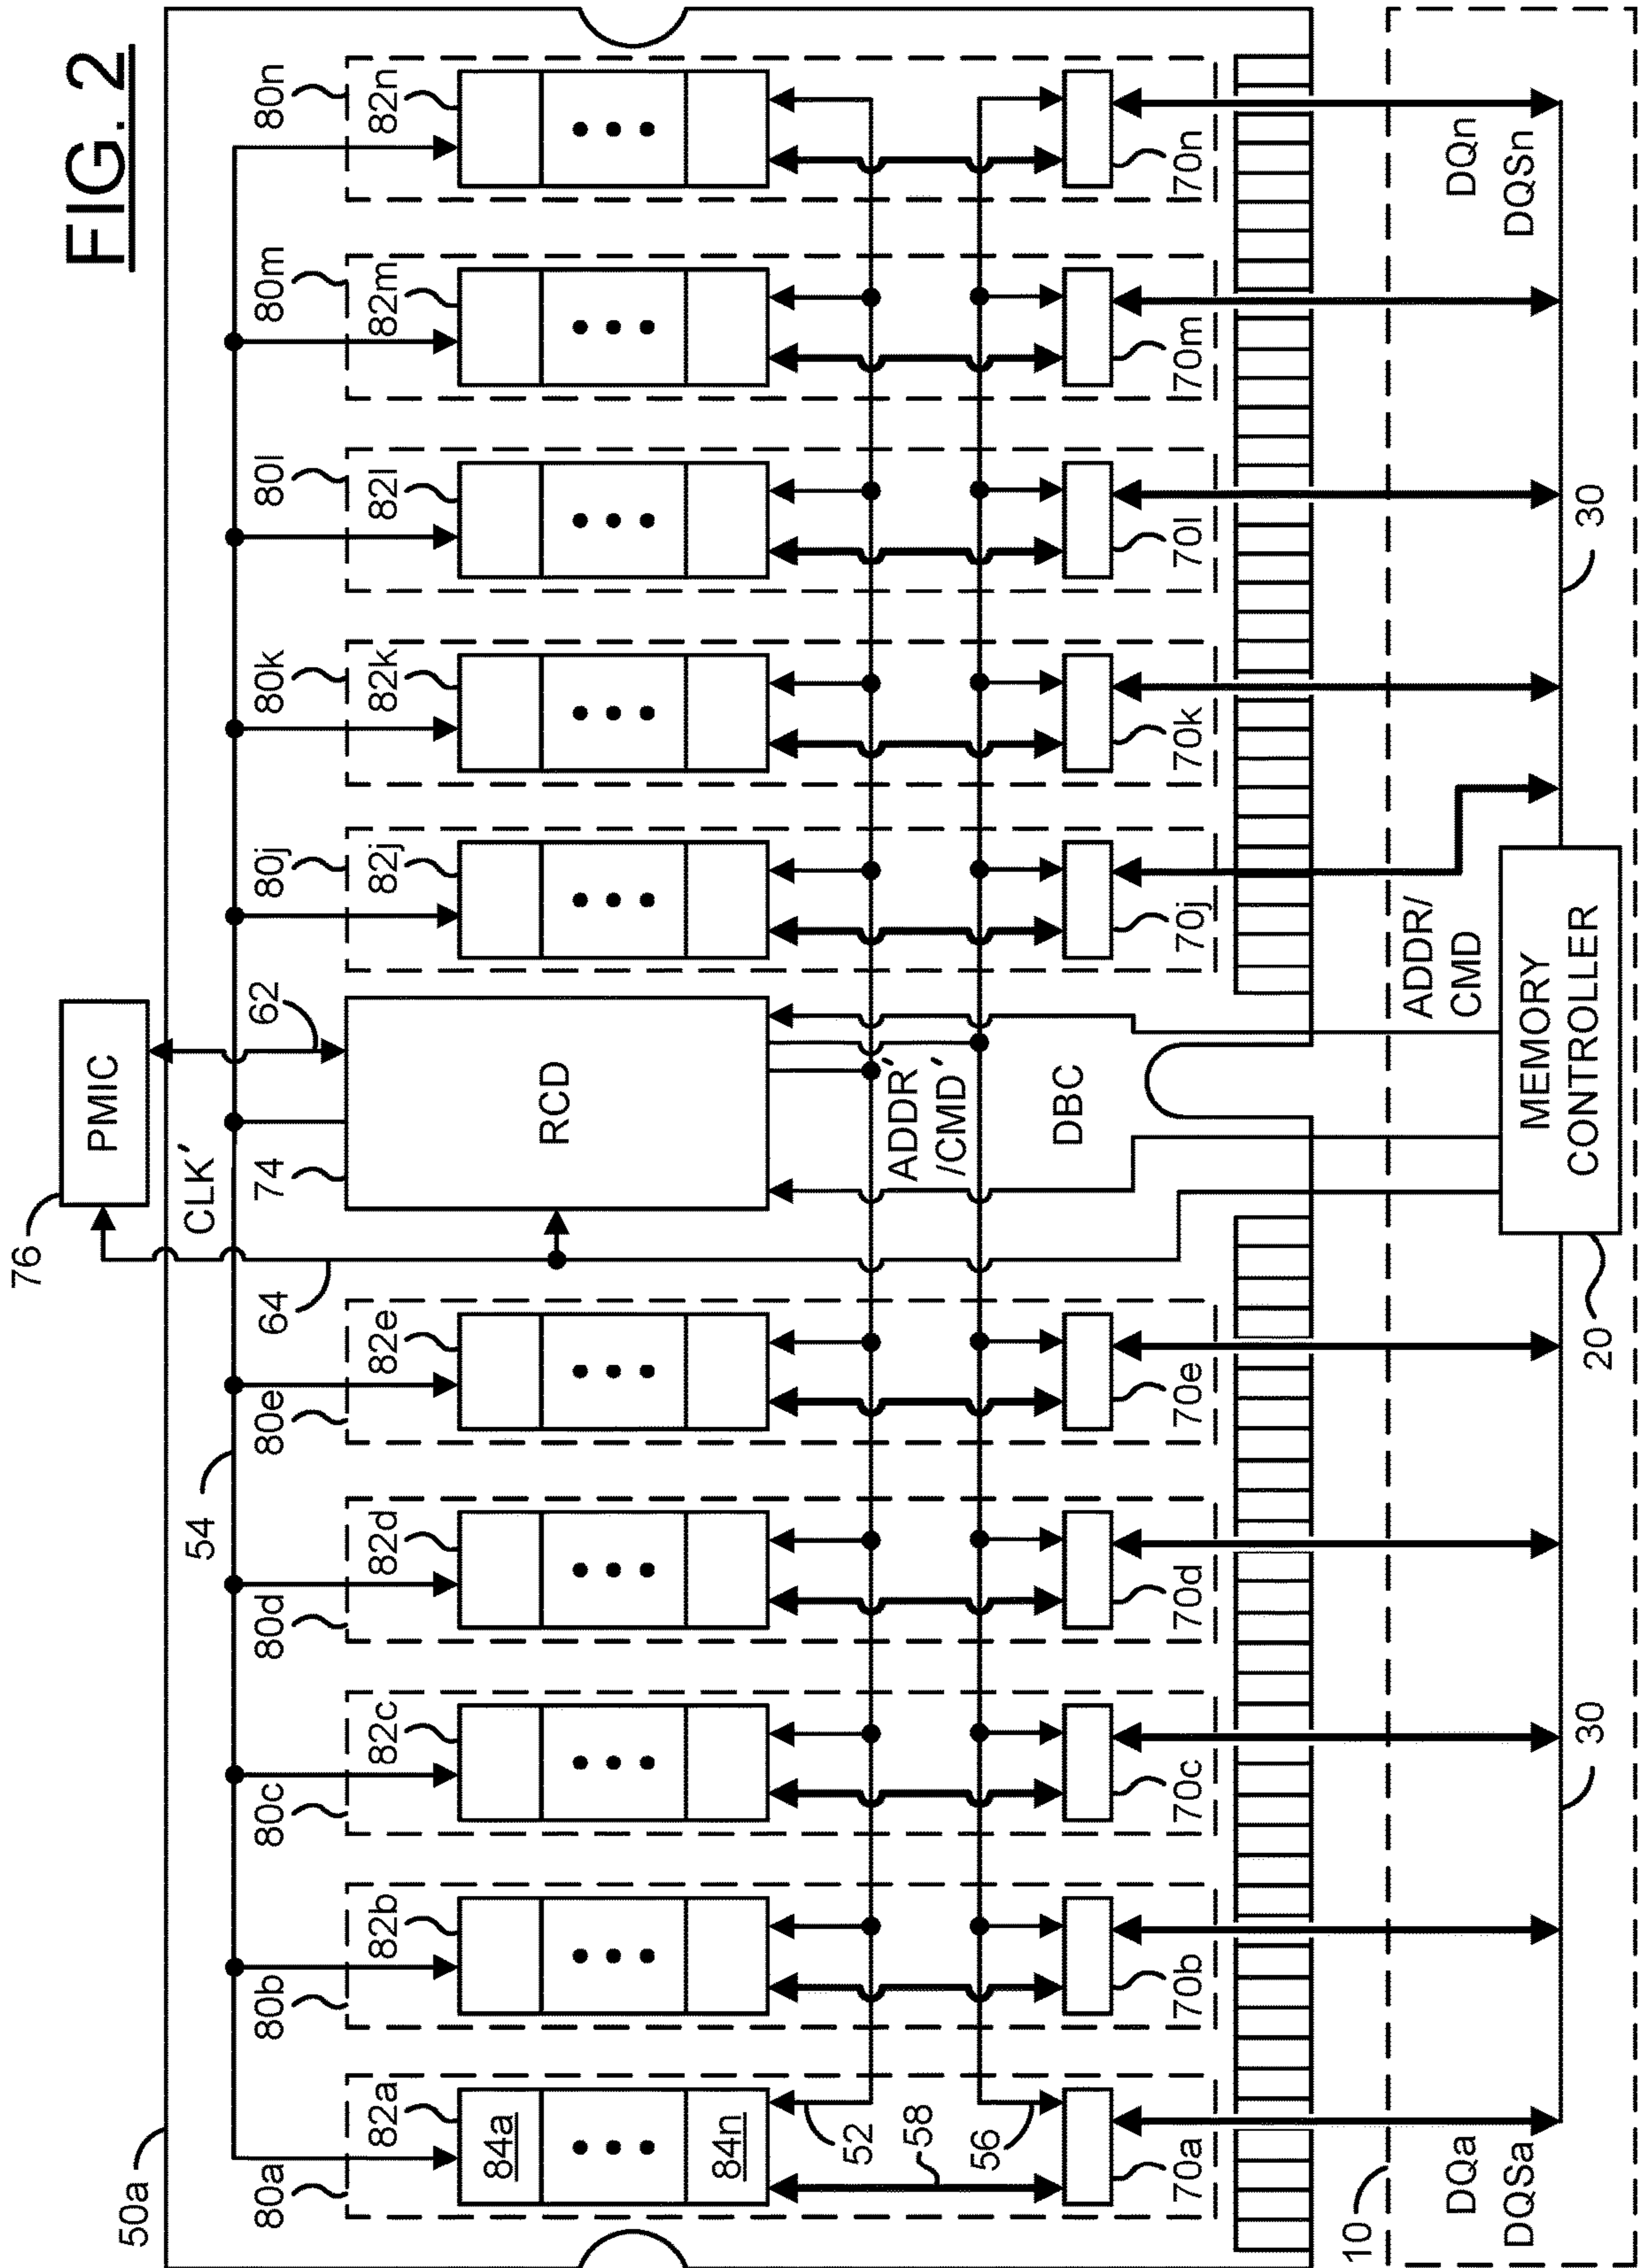 FIG. 2
76
PMIC
50a
54
CLK′
62
64
74
80a
80b
80c
80d
80e
80j
80k
80l
80m
80n
82a
82b
82c
82d
82e
82j
82k
82l
82m
82n
84a
84n
RCD
52
58
56
ADDR′
/CMD′
DBC
70a
70b
70c
70d
70e
70j
70k
70l
70m
70n
10
DQa
DQSa
30
20
MEMORY
CONTROLLER
ADDR/
CMD
30
DQn
DQSn